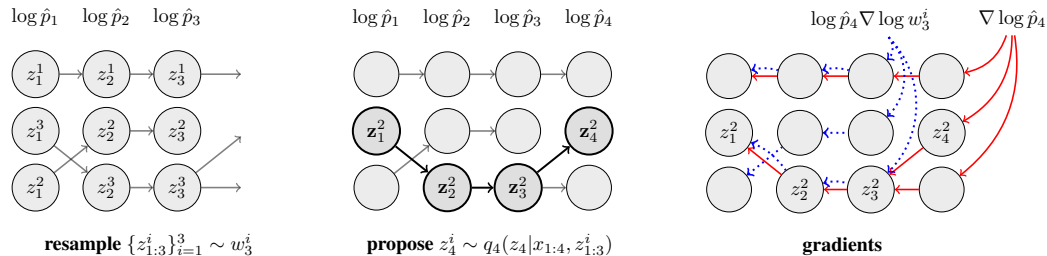 log p̂₁ log p̂₂ log p̂₃
z₁¹ z₂¹ z₃¹
z₁³ z₂² z₃²
z₁² z₂³ z₃³
resample {z¹:₃ⁱ}ᵢ₌₁³ ∼ w₃ⁱ
log p̂₁ log p̂₂ log p̂₃ log p̂₄
z₁² z₄²
z₂² z₃²
propose z₄ⁱ ∼ q₄(z₄|x₁:₄, z₁:₃ⁱ)
log p̂₄∇ log w₃ⁱ ∇ log p̂₄
z₁² z₄²
z₂² z₃²
gradients